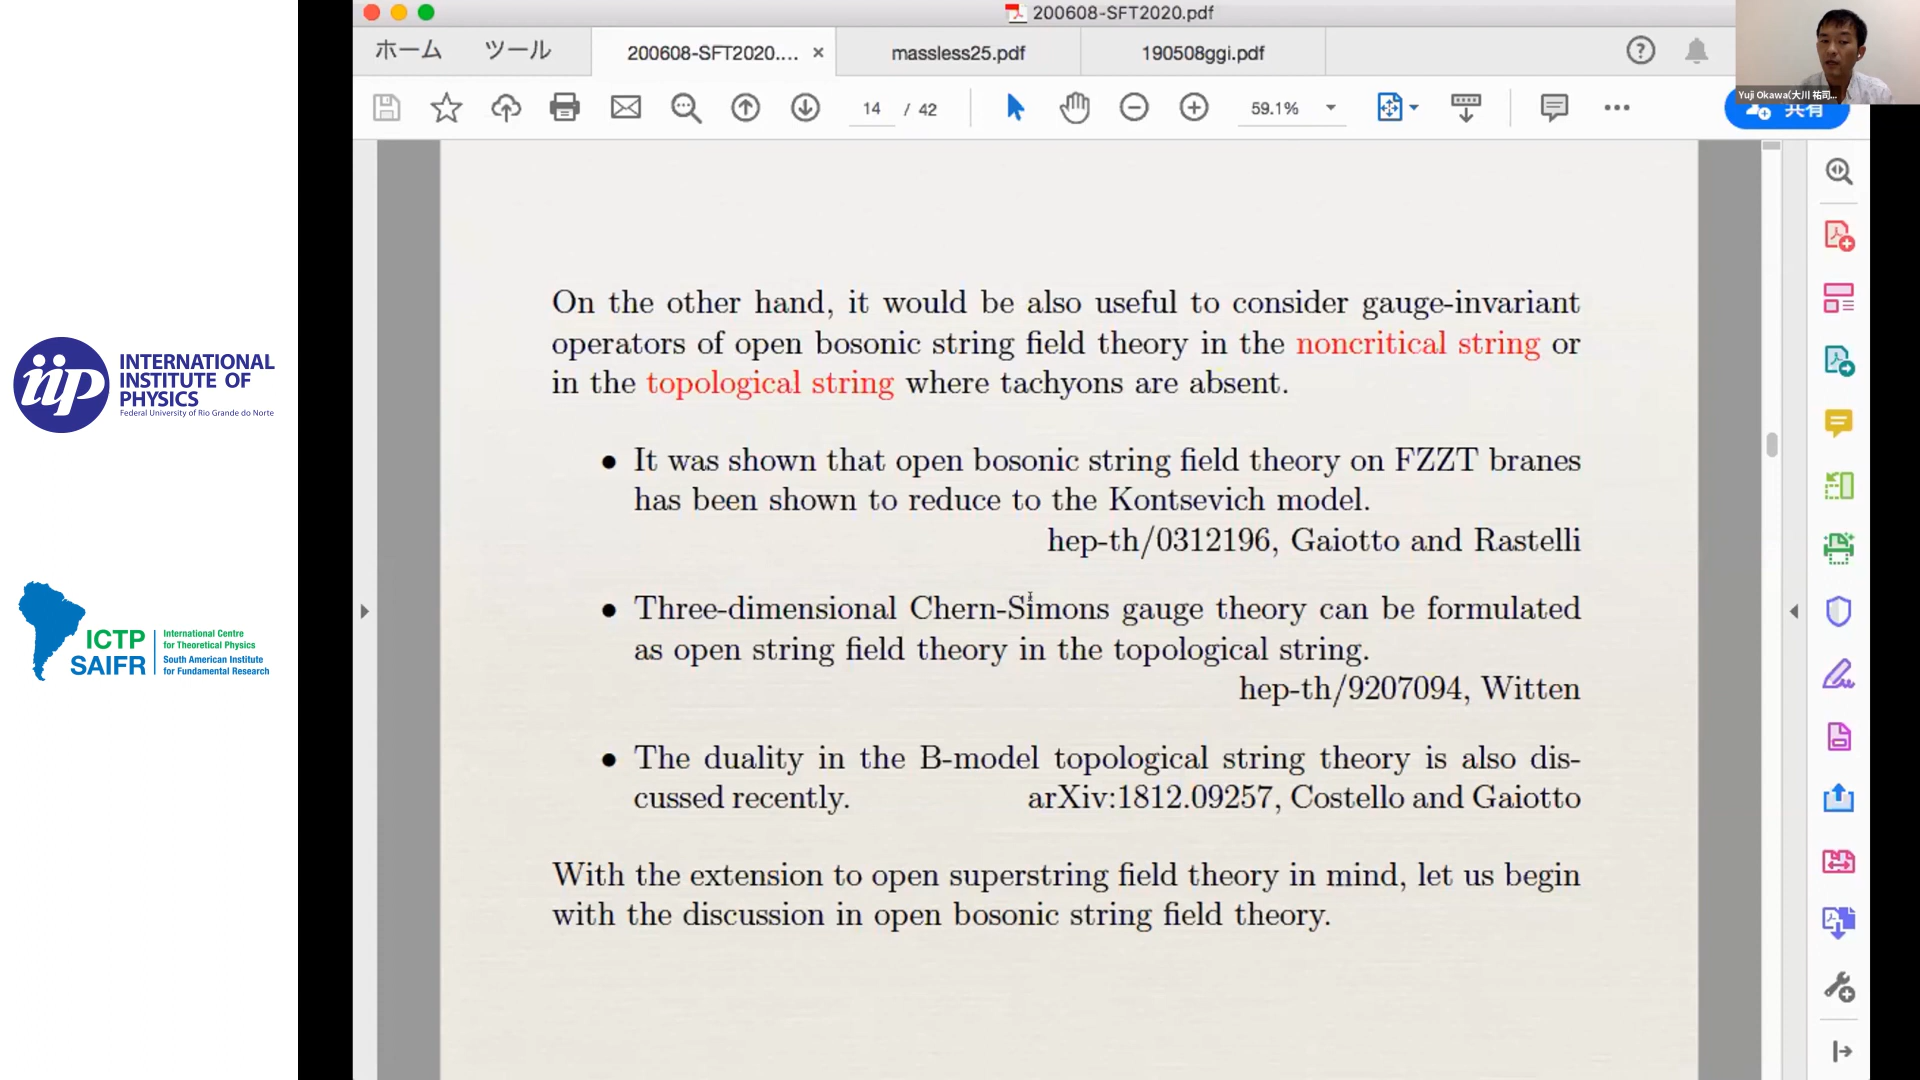 200608-SFT2020.pdf
ホーム ツール 200608-SFT2020.... × massless25.pdf 190508ggi.pdf
14 / 42 59.1%
共有
Yuji Okawa(大川 祐司...
INTERNATIONAL
INSTITUTE OF
PHYSICS
Federal University of Rio Grande do Norte
iip
ICTP
SAIFR
International Centre
for Theoretical Physics
South American Institute
for Fundamental Research
On the other hand, it would be also useful to consider gauge-invariant
operators of open bosonic string field theory in the noncritical string or
in the topological string where tachyons are absent.
● It was shown that open bosonic string field theory on FZZT branes
has been shown to reduce to the Kontsevich model.
hep-th/0312196, Gaiotto and Rastelli
● Three-dimensional Chern-Simons gauge theory can be formulated
as open string field theory in the topological string.
hep-th/9207094, Witten
● The duality in the B-model topological string theory is also dis-
cussed recently. arXiv:1812.09257, Costello and Gaiotto
With the extension to open superstring field theory in mind, let us begin
with the discussion in open bosonic string field theory.